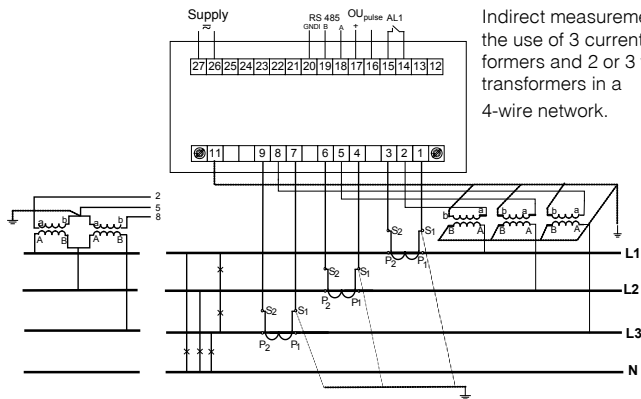 Supply
RS 485
GNDI B A
OUpulse
+
AL1
Indirect measureme
the use of 3 current
formers and 2 or 3
transformers in a
4-wire network.
27 26 25 24 23 22 21 20 19 18 17 16 15 14 13 12
11 9 8 7 6 5 4 3 2 1
2
5
8
a b b
a
A B A B
b a b a b a
B A B A B A
S2 S1
P2 P1
L1
S2 S1
P2 P1
L2
S2 S1
P2 P1
L3
N